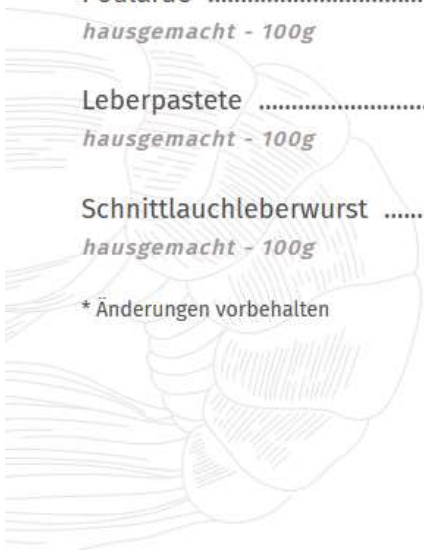 hausgemacht - 100g
Leberpastete ........................
hausgemacht - 100g
Schnittlauchleberwurst ......
hausgemacht - 100g
* Änderungen vorbehalten